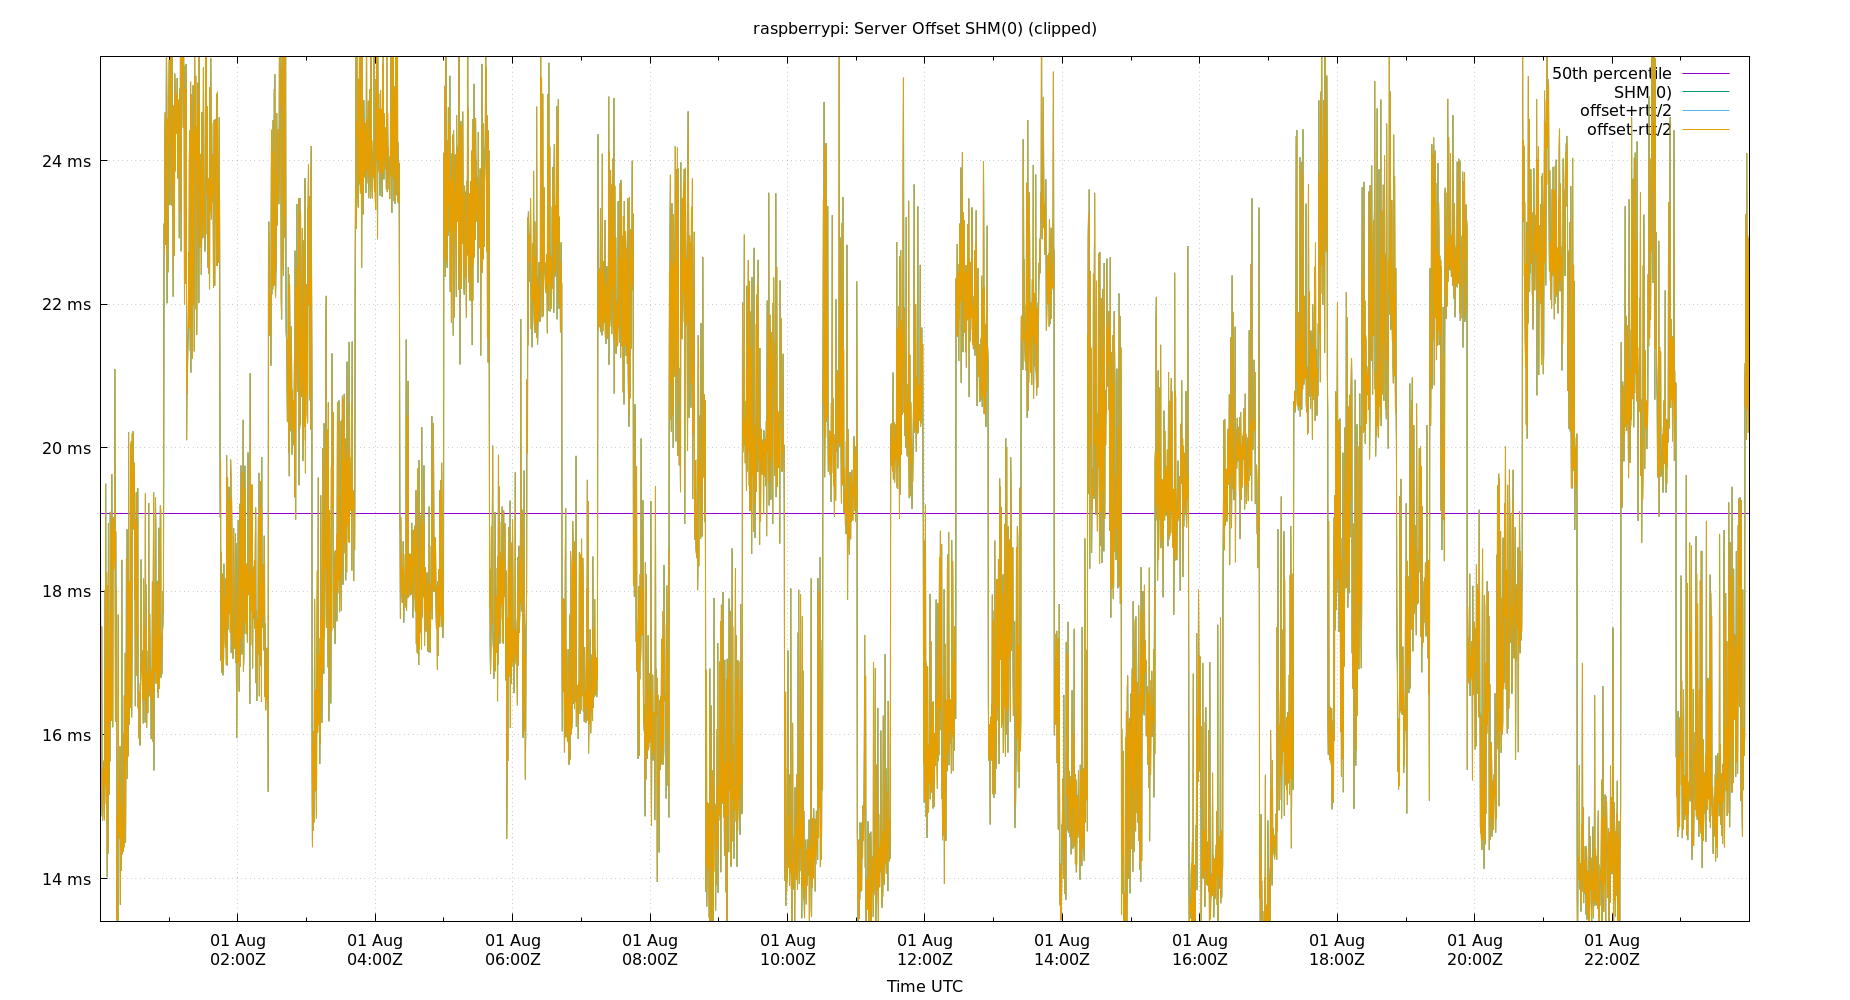 raspberrypi: Server Offset SHM(0) (clipped)
50th percentile
SHM(0)
offset+rtt/2
offset-rtt/2
24 ms
22 ms
20 ms
18 ms
16 ms
14 ms
01 Aug 01 Aug 01 Aug 01 Aug 01 Aug 01 Aug 01 Aug 01 Aug 01 Aug 01 Aug 01 Aug
02:00Z 04:00Z 06:00Z 08:00Z 10:00Z 12:00Z 14:00Z 16:00Z 18:00Z 20:00Z 22:00Z
Time UTC